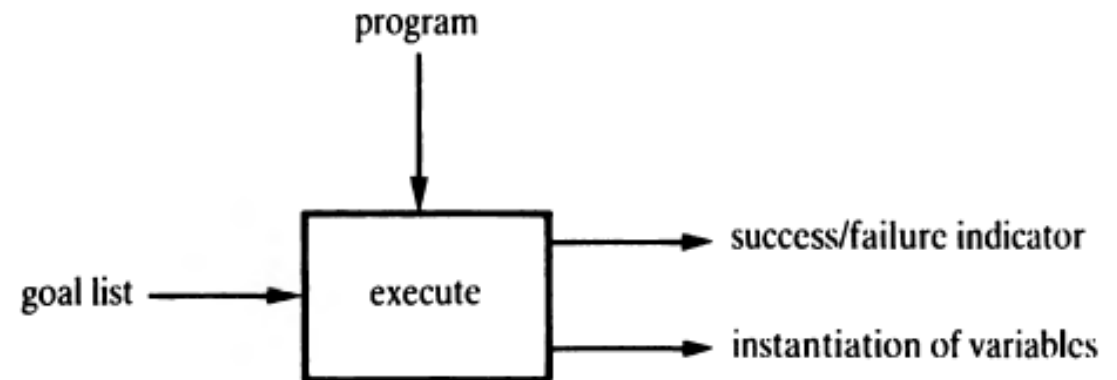 program
success/failure indicator
goal list
execute
instantiation of variables